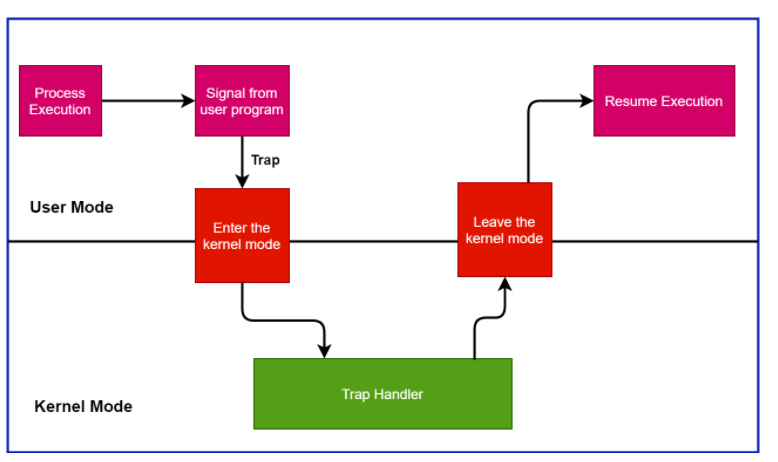 Process
Execution
Signal from
user program
Resume Execution
Trap
User Mode
Enter the
kernel mode
Leave the
kernel mode
Trap Handler
Kernel Mode